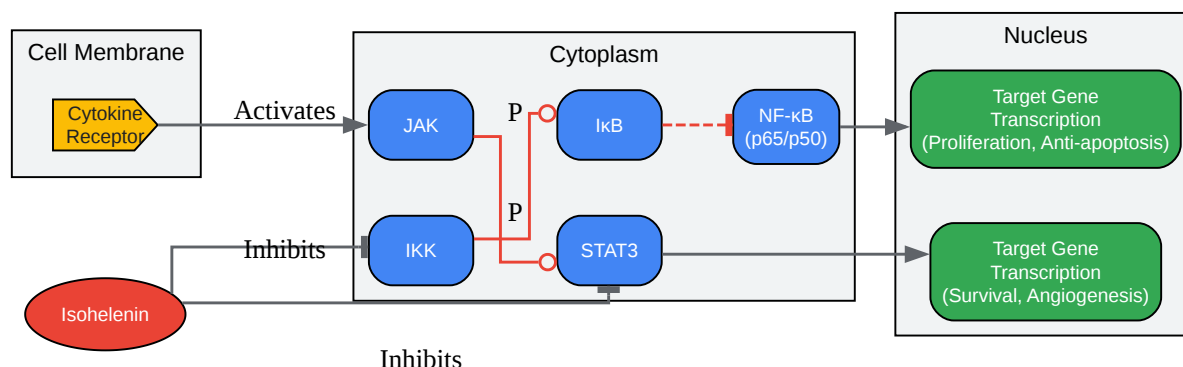 Cell Membrane
Cytokine
Receptor
Activates
Cytoplasm
JAK
P
IκB
NF-κB
(p65/p50)
Nucleus
Target Gene
Transcription
(Proliferation, Anti-apoptosis)
Inhibits
IKK
P
STAT3
Target Gene
Transcription
(Survival, Angiogenesis)
Isohelenin
Inhibits